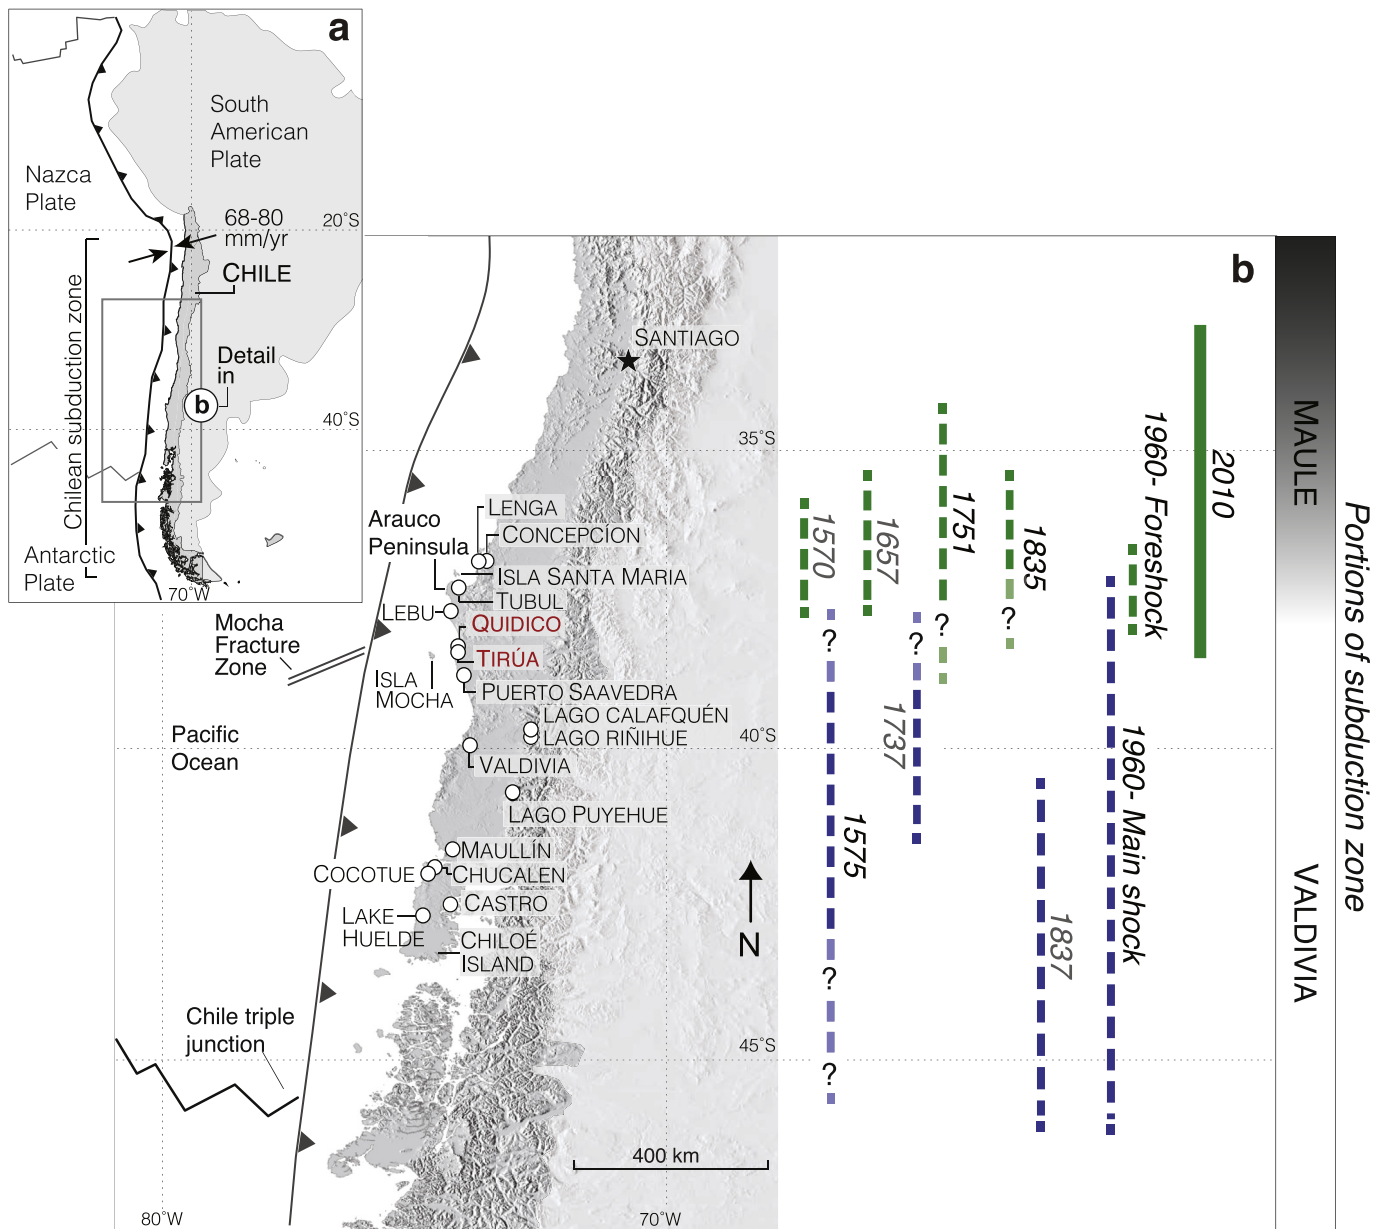 a
South
American
Plate
Nazca
Plate
20°S
68-80
mm/yr
CHILE
Chilean subduction zone
Detail
in
b
40°S
Antarctic
Plate
70°W
b
SANTIAGO
35°S
LENGA
CONCEPCÍON
Arauco
Peninsula
ISLA SANTA MARIA
TUBUL
LEBU
QUIDICO
Mocha
Fracture
Zone
TIRÚA
ISLA
MOCHA
PUERTO SAAVEDRA
LAGO CALAFQUÉN
LAGO RIÑIHUE
40°S
Pacific
Ocean
VALDIVIA
LAGO PUYEHUE
MAULLÍN
COCOTUE
CHUCALEN
CASTRO
LAKE
HUELDE
CHILOÉ
ISLAND
N
Chile triple
junction
45°S
400 km
80°W
70°W
1570
1657
1751
1835
1960- Foreshock
2010
?
?
?
?
1737
1575
1960- Main shock
1837
?
?
MAULE
VALDIVIA
Portions of subduction zone